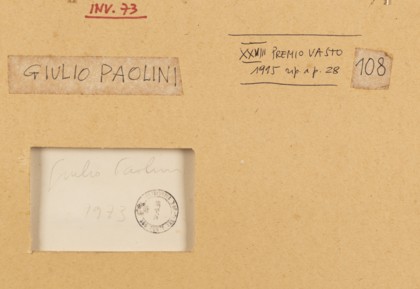 INV. 73
GIULIO PAOLINI
XXVIII PREMIO VASTO
1995 rip. a p. 28
108
Giulio Paolini
1973